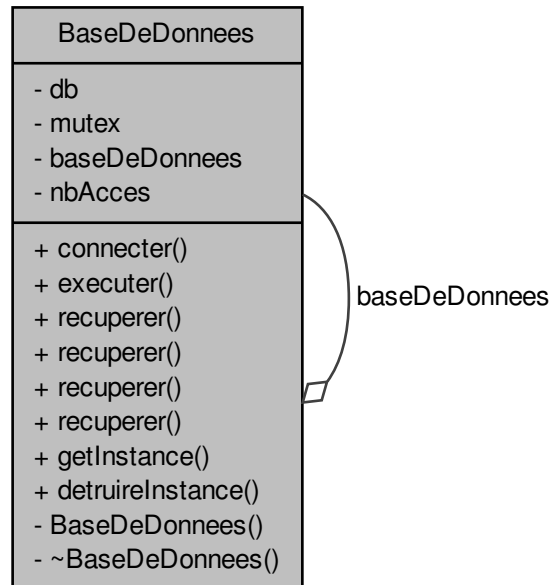 BaseDeDonnees
- db
- mutex
- baseDeDonnees
- nbAcces
+ connecter()
+ executer()
+ recuperer()
+ recuperer()
+ recuperer()
+ recuperer()
+ getInstance()
+ detruireInstance()
- BaseDeDonnees()
- ~BaseDeDonnees()
baseDeDonnees